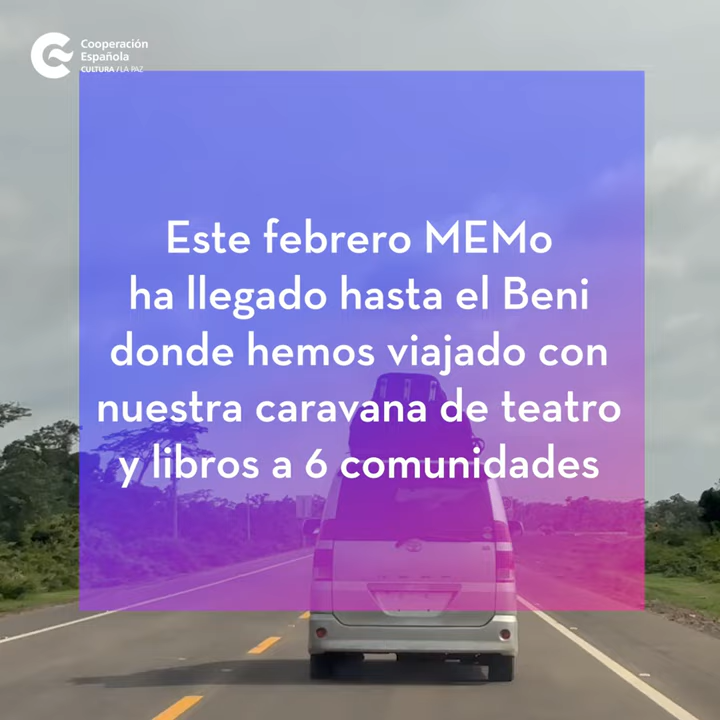 Cooperación
Española
CULTURA / LA PAZ
Este febrero MEMo
ha llegado hasta el Beni
donde hemos viajado con
nuestra caravana de teatro
y libros a 6 comunidades